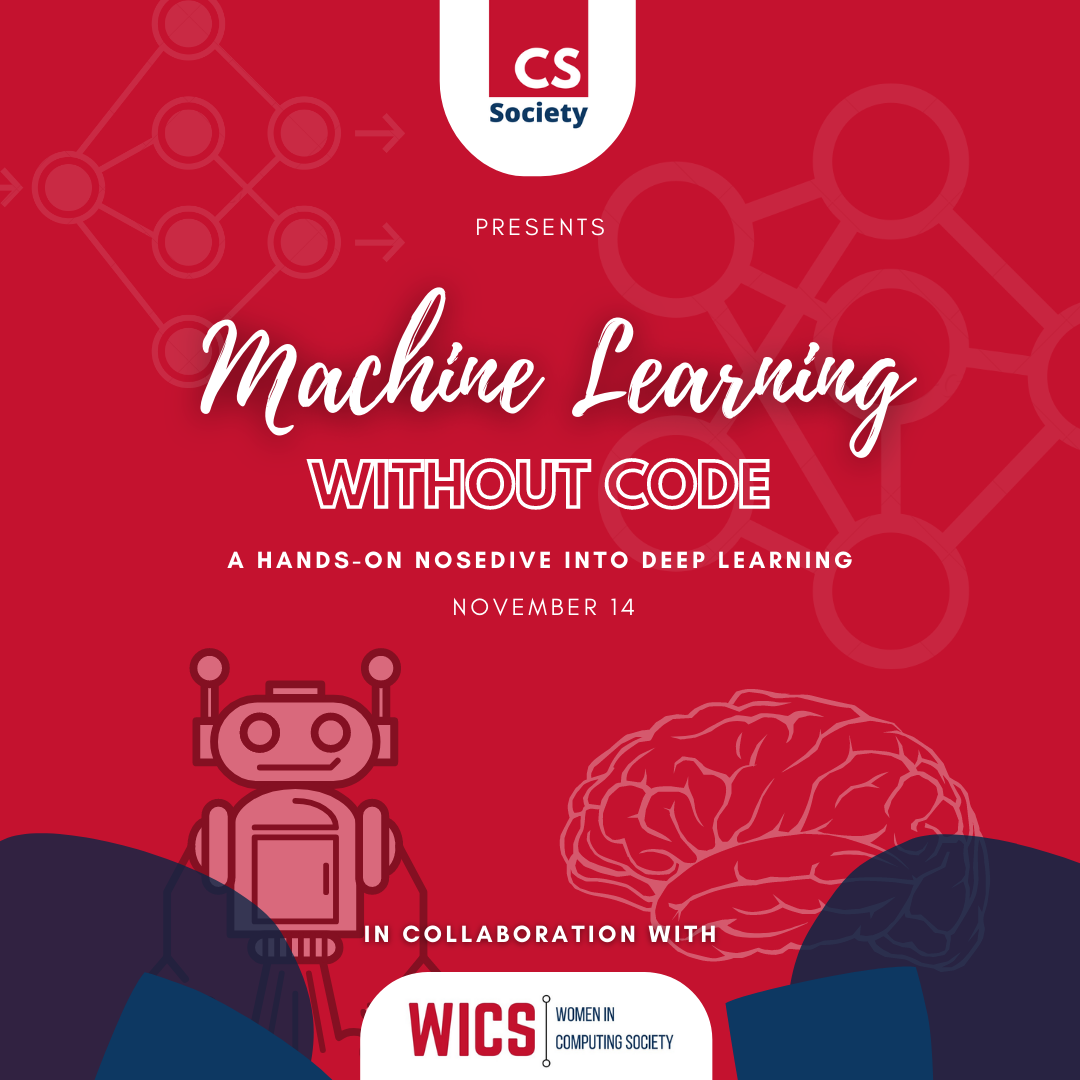 CS
Society
PRESENTS
Machine Learning
WITHOUT CODE
A HANDS-ON NOSEDIVE INTO DEEP LEARNING
NOVEMBER 14
IN COLLABORATION WITH
WICS
WOMEN IN
COMPUTING SOCIETY